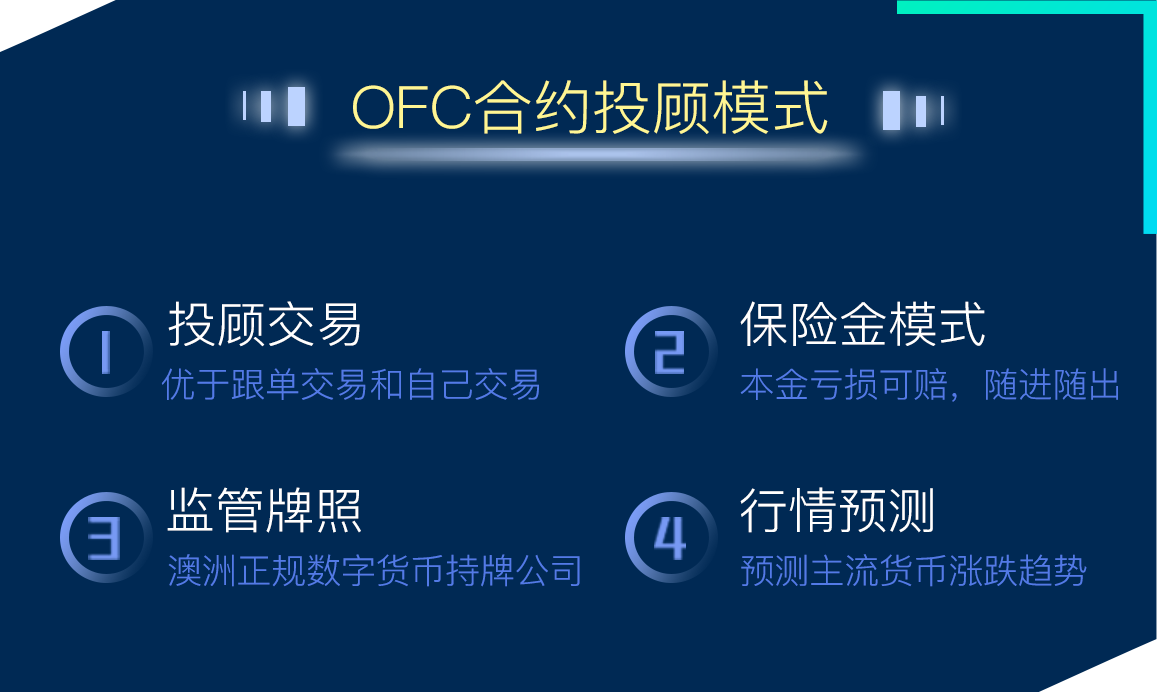 OFC合约投顾模式
1
投顾交易
优于跟单交易和自己交易
2
保险金模式
本金亏损可赔，随进随出
3
监管牌照
澳洲正规数字货币持牌公司
4
行情预测
预测主流货币涨跌趋势